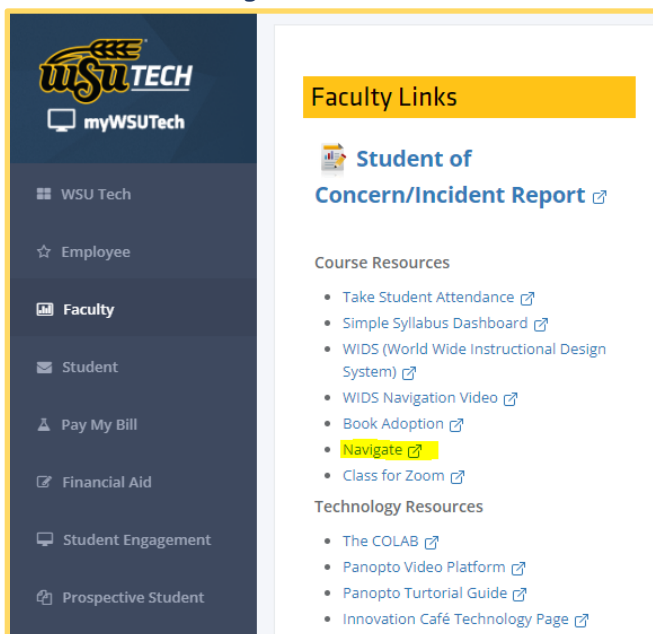 WSU TECH
myWSUTech
WSU Tech
Employee
Faculty
Student
Pay My Bill
Financial Aid
Student Engagement
Prospective Student
Faculty Links
Student of
Concern/Incident Report
Course Resources
Take Student Attendance
Simple Syllabus Dashboard
WIDS (World Wide Instructional Design
System)
WIDS Navigation Video
Book Adoption
Navigate
Class for Zoom
Technology Resources
The COLAB
Panopto Video Platform
Panopto Turtorial Guide
Innovation Café Technology Page